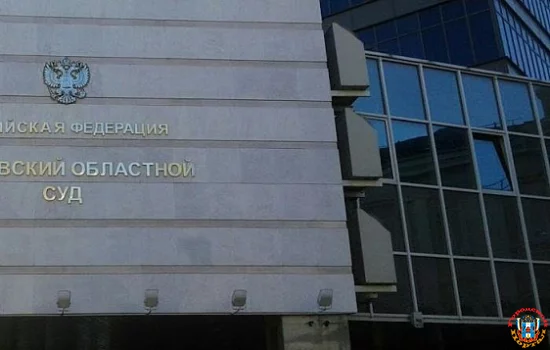 ЙСКАЯ ФЕДЕРАЦИЯ
ВСКИЙ ОБЛАСТНОЙ
СУД